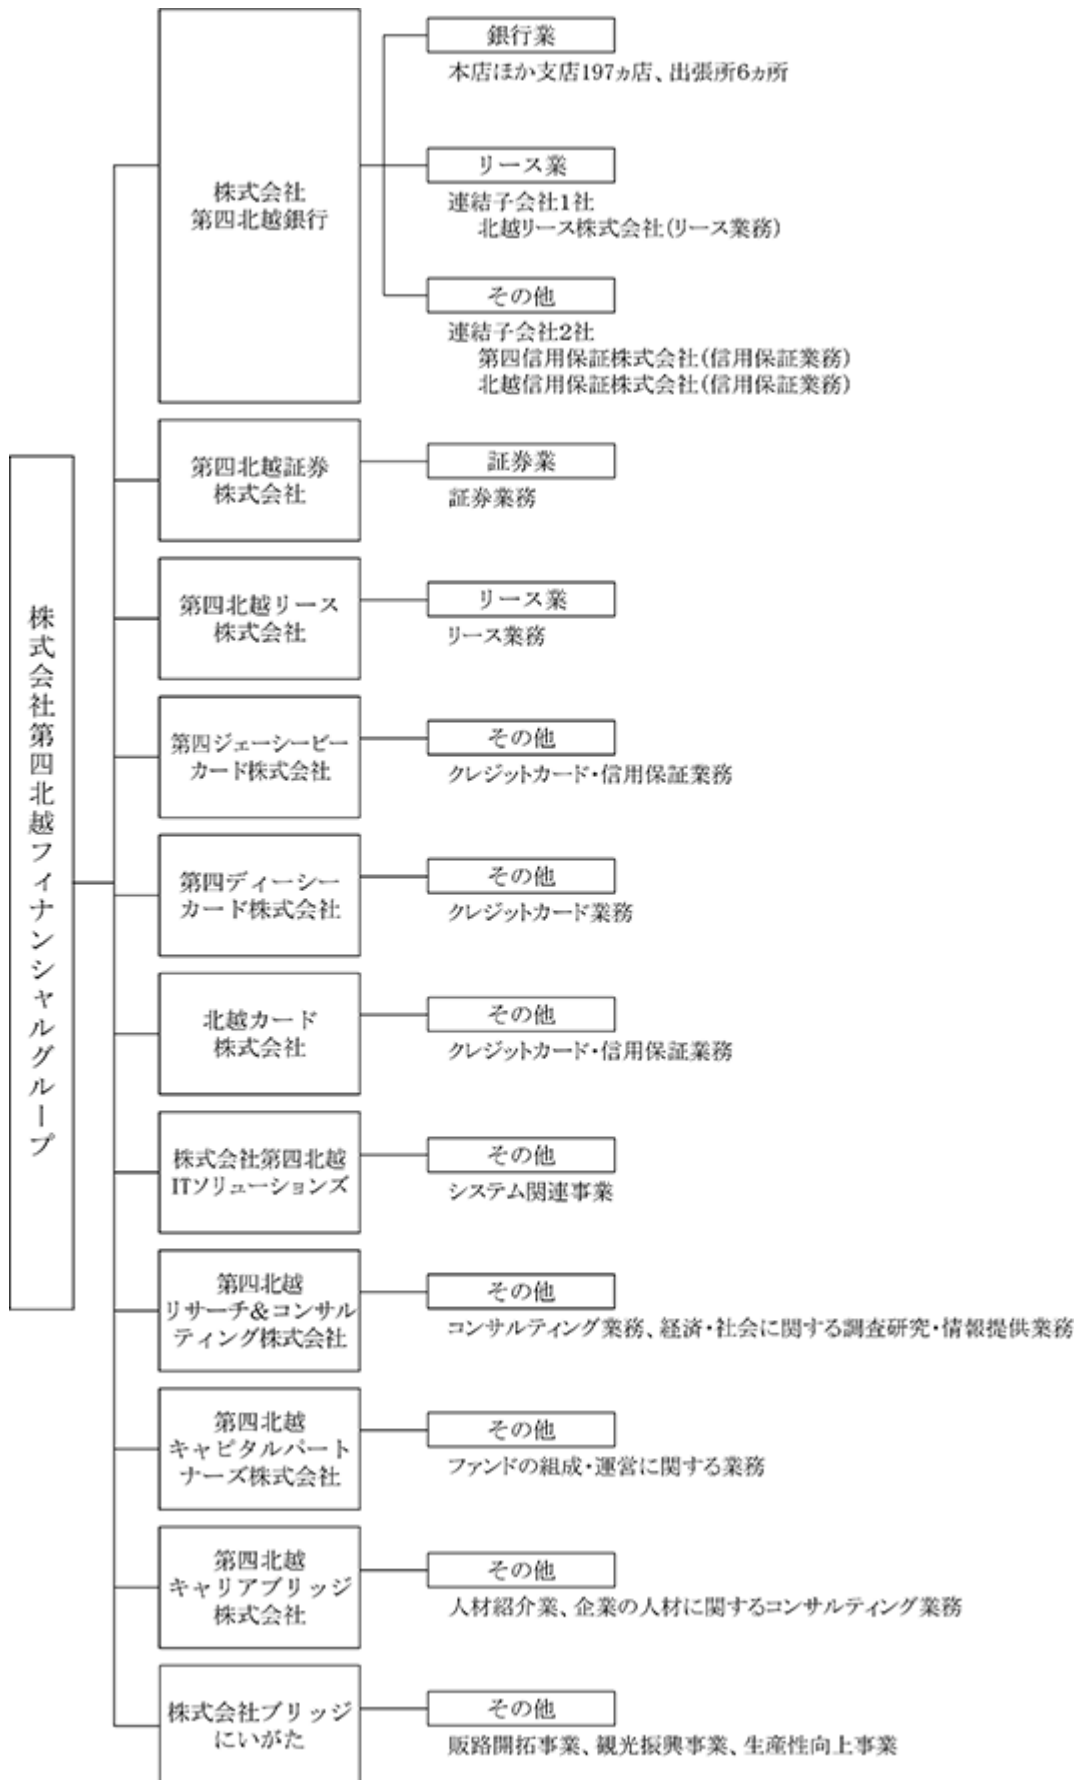 株式会社第四北越フィナンシャルグループ
株式会社
第四北越銀行
銀行業
本店ほか支店197ヵ店、出張所6ヵ所
リース業
連結子会社1社
北越リース株式会社(リース業務)
その他
連結子会社2社
第四信用保証株式会社(信用保証業務)
北越信用保証株式会社(信用保証業務)
第四北越証券
株式会社
証券業
証券業務
第四北越リース
株式会社
リース業
リース業務
第四ジェーシービー
カード株式会社
その他
クレジットカード・信用保証業務
第四ディーシー
カード株式会社
その他
クレジットカード業務
北越カード
株式会社
その他
クレジットカード・信用保証業務
株式会社第四北越
ITソリューションズ
その他
システム関連事業
第四北越
リサーチ&コンサル
ティング株式会社
その他
コンサルティング業務、経済・社会に関する調査研究・情報提供業務
第四北越
キャピタルパート
ナーズ株式会社
その他
ファンドの組成・運営に関する業務
第四北越
キャリアブリッジ
株式会社
その他
人材紹介業、企業の人材に関するコンサルティング業務
株式会社ブリッジ
にいがた
その他
販路開拓事業、観光振興事業、生産性向上事業